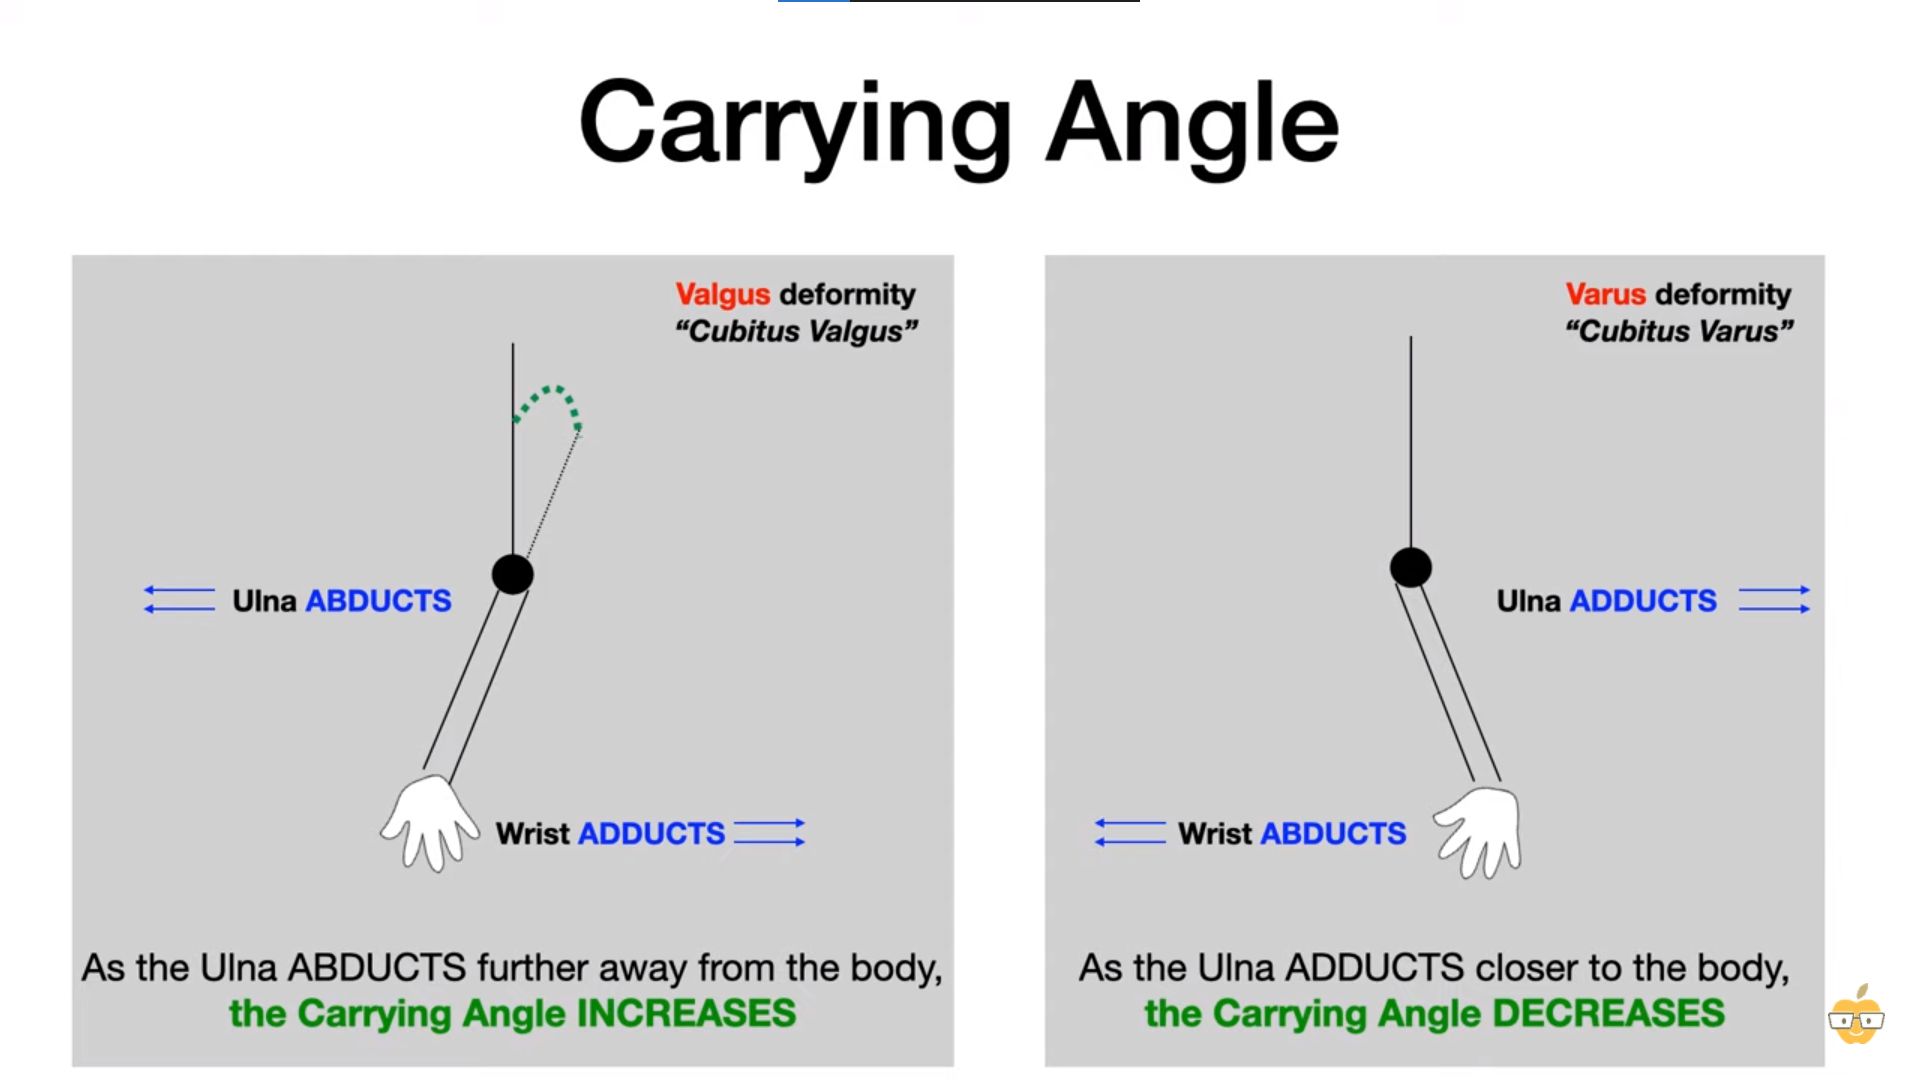 Carrying Angle
Valgus deformity
“Cubitus Valgus”
Ulna ABDUCTS
Wrist ADDUCTS
As the Ulna ABDUCTS further away from the body,
the Carrying Angle INCREASES
Varus deformity
“Cubitus Varus”
Ulna ADDUCTS
Wrist ABDUCTS
As the Ulna ADDUCTS closer to the body,
the Carrying Angle DECREASES